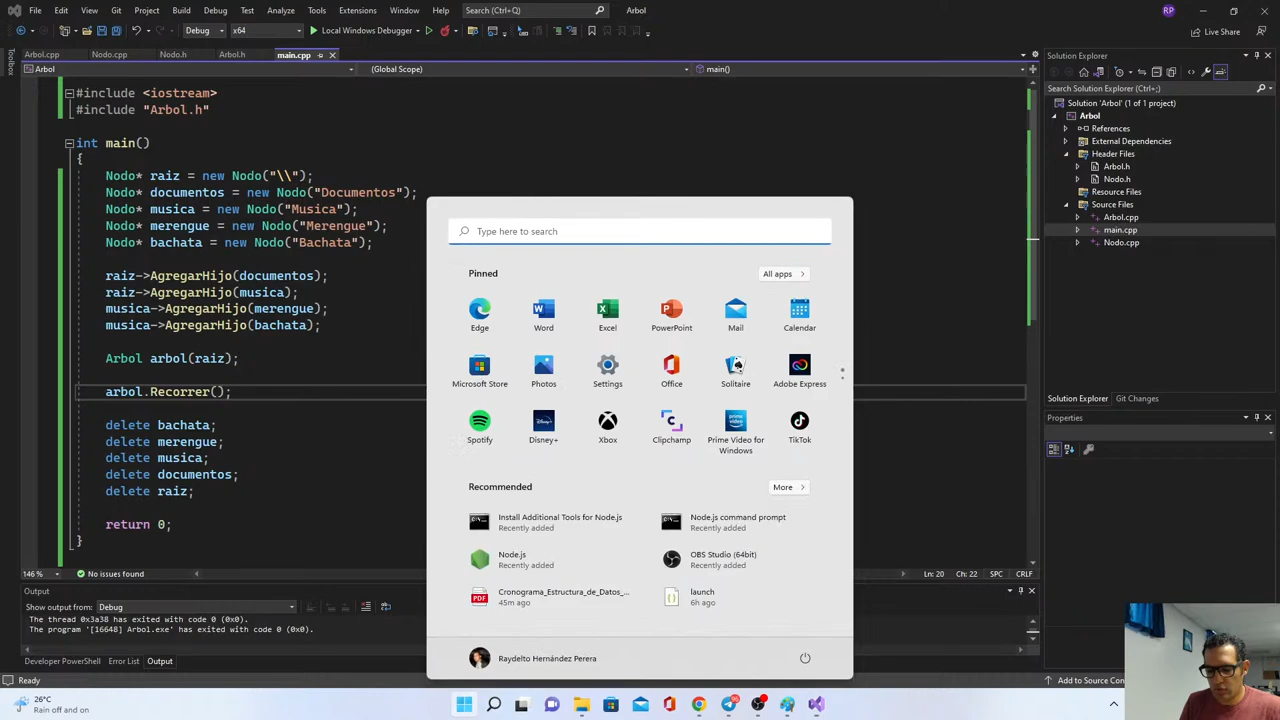 File Edit View Git Project Build Debug Test Analyze Tools Extensions Window Help Search (Ctrl+Q) Arbol RP
Debug x64 Local Windows Debugger Live Share
Toolbox
Arbol.cpp Nodo.cpp Nodo.h Arbol.h main.cpp
Arbol (Global Scope) main()
#include <iostream>
#include "Arbol.h"
int main()
{
Nodo* raiz = new Nodo("\\");
Nodo* documentos = new Nodo("Documentos");
Nodo* musica = new Nodo("Musica");
Nodo* merengue = new Nodo("Merengue");
Nodo* bachata = new Nodo("Bachata");
raiz->AgregarHijo(documentos);
raiz->AgregarHijo(musica);
musica->AgregarHijo(merengue);
musica->AgregarHijo(bachata);
Arbol arbol(raiz);
arbol.Recorrer();
delete bachata;
delete merengue;
delete musica;
delete documentos;
delete raiz;
return 0;
}
146 % No issues found Ln: 20 Ch: 22 SPC CRLF
Output
Show output from: Debug
The thread 0x3a38 has exited with code 0 (0x0).
The program '[16648] Arbol.exe' has exited with code 0 (0x0).
Developer PowerShell Error List Output
Ready Add to Source Con
Solution Explorer
Search Solution Explorer (Ctrl+;)
Solution 'Arbol' (1 of 1 project)
Arbol
References
External Dependencies
Header Files
Arbol.h
Nodo.h
Resource Files
Source Files
Arbol.cpp
main.cpp
Nodo.cpp
Solution Explorer Git Changes
Properties
Type here to search
Pinned All apps
Edge Word Excel PowerPoint Mail Calendar
Microsoft Store Photos Settings Office Solitaire Adobe Express
Spotify Disney+ Xbox Clipchamp Prime Video for TikTok
Windows
Recommended More
Install Additional Tools for Node.js
Recently added
Node.js command prompt
Recently added
Node.js
Recently added
OBS Studio (64bit)
Recently added
Cronograma_Estructura_de_Datos_...
45m ago
launch
6h ago
Raydelto Hernández Perera
26°C
Rain off and on